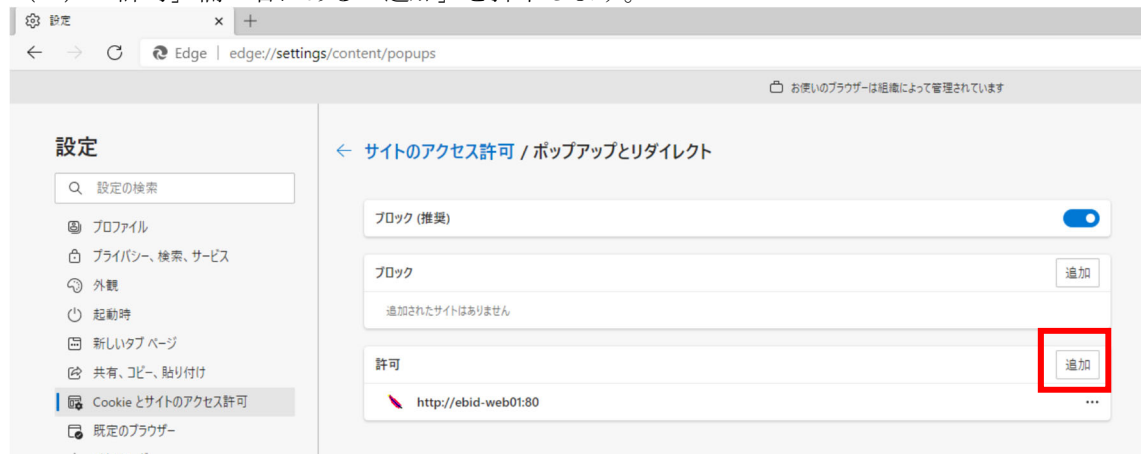 設定
Edge | edge://settings/content/popups
お使いのブラウザーは組織によって管理されています
設定
設定の検索
プロファイル
プライバシー、検索、サービス
外観
起動時
新しいタブ ページ
共有、コピー、貼り付け
Cookie とサイトのアクセス許可
既定のブラウザー
サイトのアクセス許可 / ポップアップとリダイレクト
ブロック (推奨)
ブロック
追加
追加されたサイトはありません
許可
追加
http://ebid-web01:80